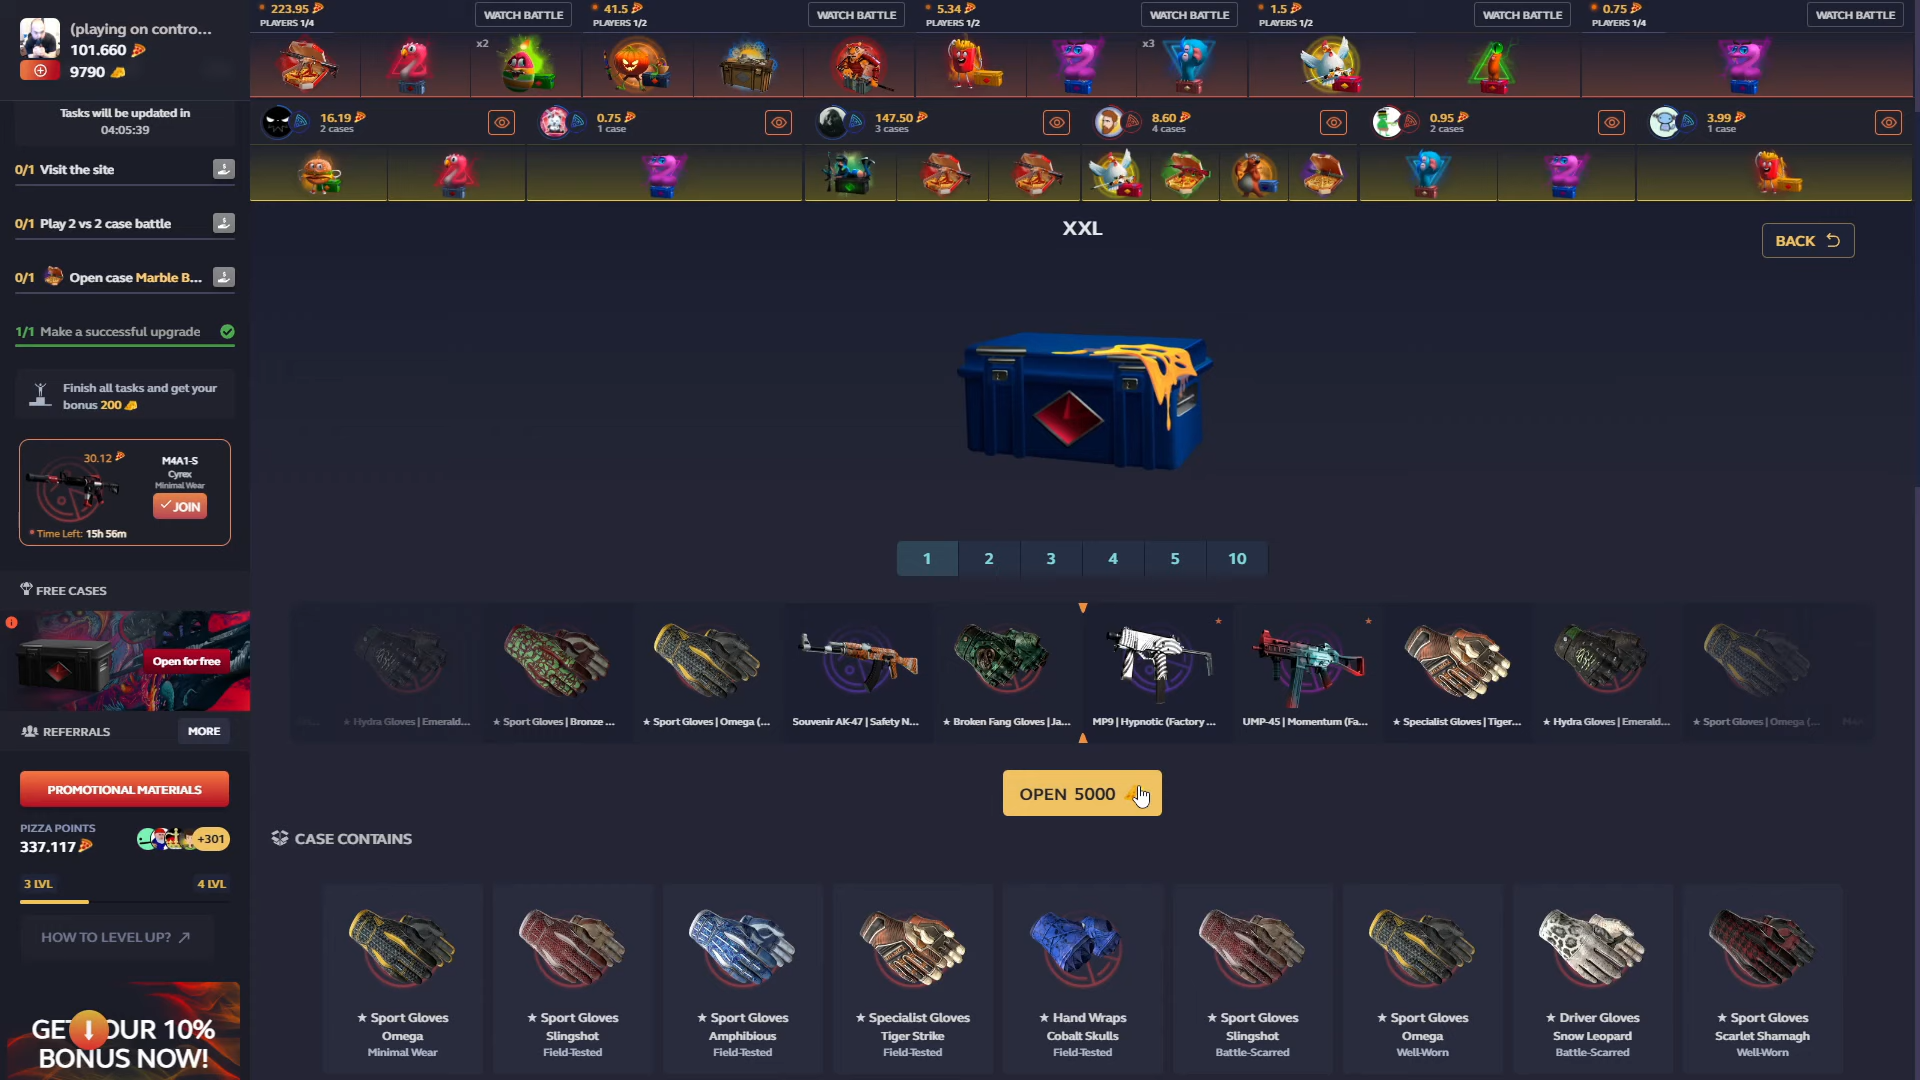 (playing on contro...
101.660
9790
Tasks will be updated in
04:05:39
0/1 Visit the site
0/1 Play 2 vs 2 case battle
0/1 Open case Marble B...
1/1 Make a successful upgrade
Finish all tasks and get your
bonus 200
30.12
M4A1-S
Cyrex
Minimal Wear
JOIN
Time Left: 15h 56m
FREE CASES
Open for free
REFERRALS
MORE
PROMOTIONAL MATERIALS
PIZZA POINTS
337.117
+301
3 LVL
4 LVL
HOW TO LEVEL UP?
OUR 10%
BONUS NOW!
223.95
PLAYERS 1/4
WATCH BATTLE
41.5
PLAYERS 1/2
WATCH BATTLE
5.34
PLAYERS 1/2
WATCH BATTLE
1.5
PLAYERS 1/2
WATCH BATTLE
0.75
PLAYERS 1/4
WATCH BATTLE
x2
x3
16.19
2 cases
0.75
1 case
147.50
3 cases
8.60
4 cases
0.95
2 cases
3.99
1 case
XXL
BACK
1 2 3 4 5 10
★ Hydra Gloves | Emerald...
★ Sport Gloves | Bronze ...
★ Sport Gloves | Omega (...
Souvenir AK-47 | Safety N...
★ Broken Fang Gloves | Ja...
MP9 | Hypnotic (Factory ...
UMP-45 | Momentum (Fa...
★ Specialist Gloves | Tiger...
★ Hydra Gloves | Emerald...
★ Sport Gloves | Omega (...
OPEN 5000
CASE CONTAINS
★ Sport Gloves
Omega
Minimal Wear
★ Sport Gloves
Slingshot
Field-Tested
★ Sport Gloves
Amphibious
Field-Tested
★ Specialist Gloves
Tiger Strike
Field-Tested
★ Hand Wraps
Cobalt Skulls
Field-Tested
★ Sport Gloves
Slingshot
Battle-Scarred
★ Sport Gloves
Omega
Well-Worn
★ Driver Gloves
Snow Leopard
Battle-Scarred
★ Sport Gloves
Scarlet Shamagh
Well-Worn